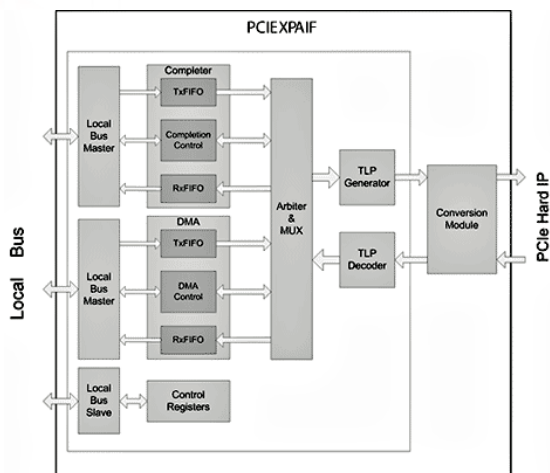 PCIEXPAIF
Completer
Local
Bus
Master
TxFIFO
Completion
Control
RxFIFO
DMA
Local
Bus
Master
TxFIFO
DMA
Control
RxFIFO
Local
Bus
Slave
Control
Registers
Arbiter
&
MUX
TLP
Generator
TLP
Decoder
Conversion
Module
Local Bus
PCIe Hard IP